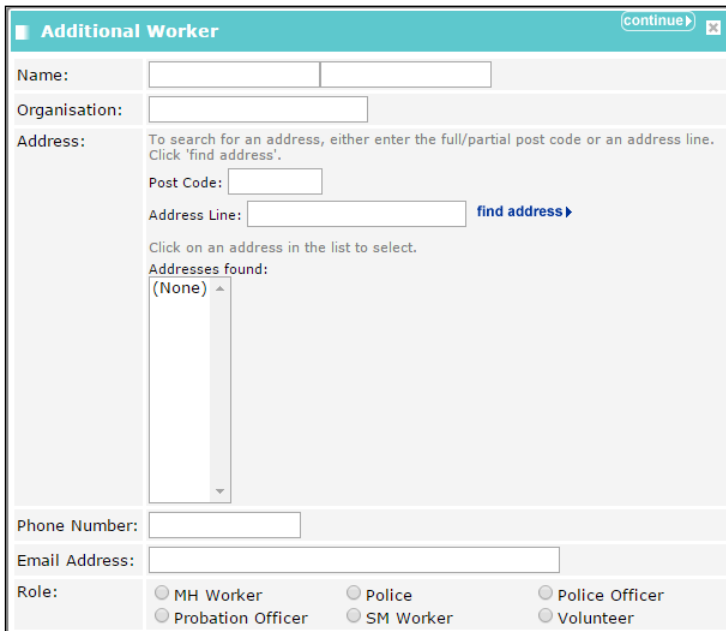 Additional Worker
continue
Name:
Organisation:
Address:
To search for an address, either enter the full/partial post code or an address line.
Click 'find address'.
Post Code:
Address Line:
find address
Click on an address in the list to select.
Addresses found:
(None)
Phone Number:
Email Address:
Role:
MH Worker Police Police Officer
Probation Officer SM Worker Volunteer